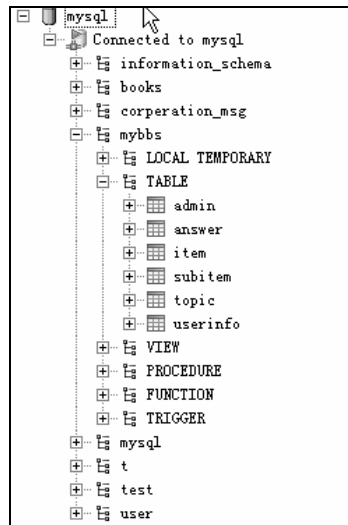 mysql
Connected to mysql
information_schema
books
corperation_msg
mybbs
LOCAL TEMPORARY
TABLE
admin
answer
item
subitem
topic
userinfo
VIEW
PROCEDURE
FUNCTION
TRIGGER
mysql
t
test
user